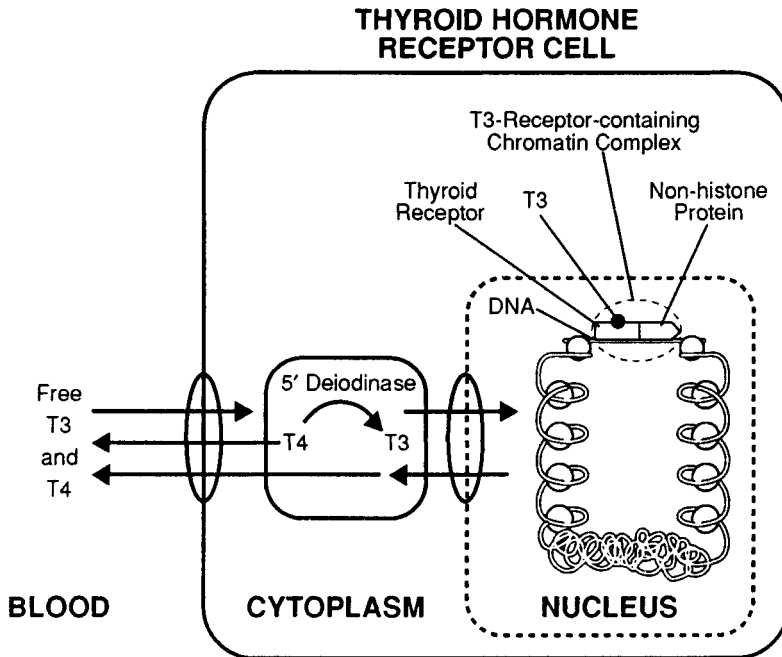 THYROID HORMONE
RECEPTOR CELL
T3-Receptor-containing
Chromatin Complex
Thyroid
Receptor
T3
Non-histone
Protein
DNA
5′ Deiodinase
T4
T3
Free
T3
and
T4
BLOOD
CYTOPLASM
NUCLEUS